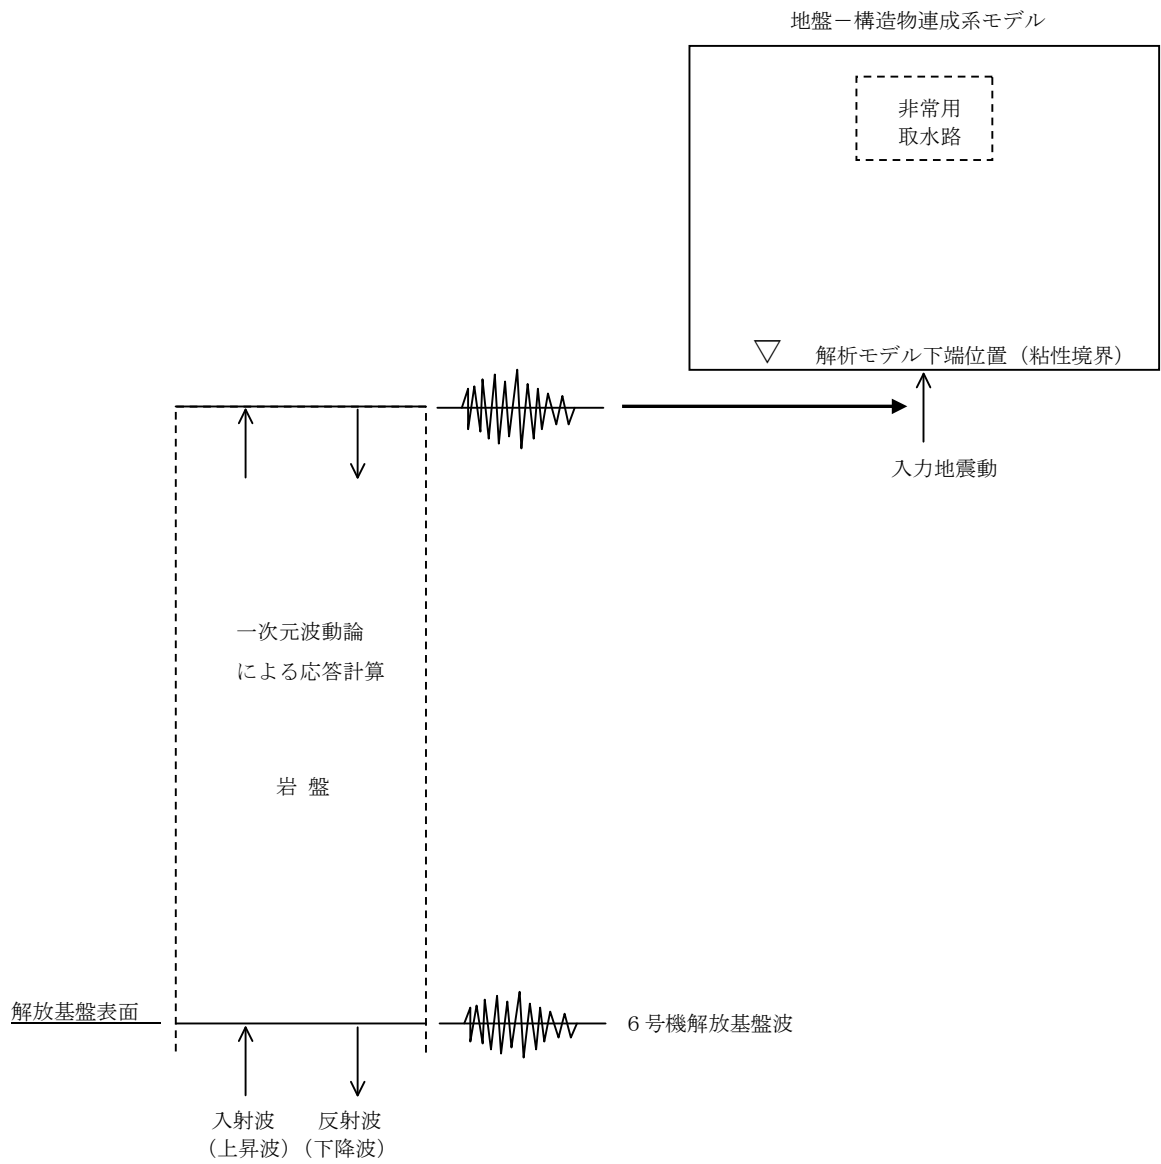 地盤－構造物連成系モデル
非常用
取水路
解析モデル下端位置（粘性境界）
入力地震動
一次元波動論
による応答計算
岩 盤
解放基盤表面
６号機解放基盤波
入射波 反射波
（上昇波）（下降波）